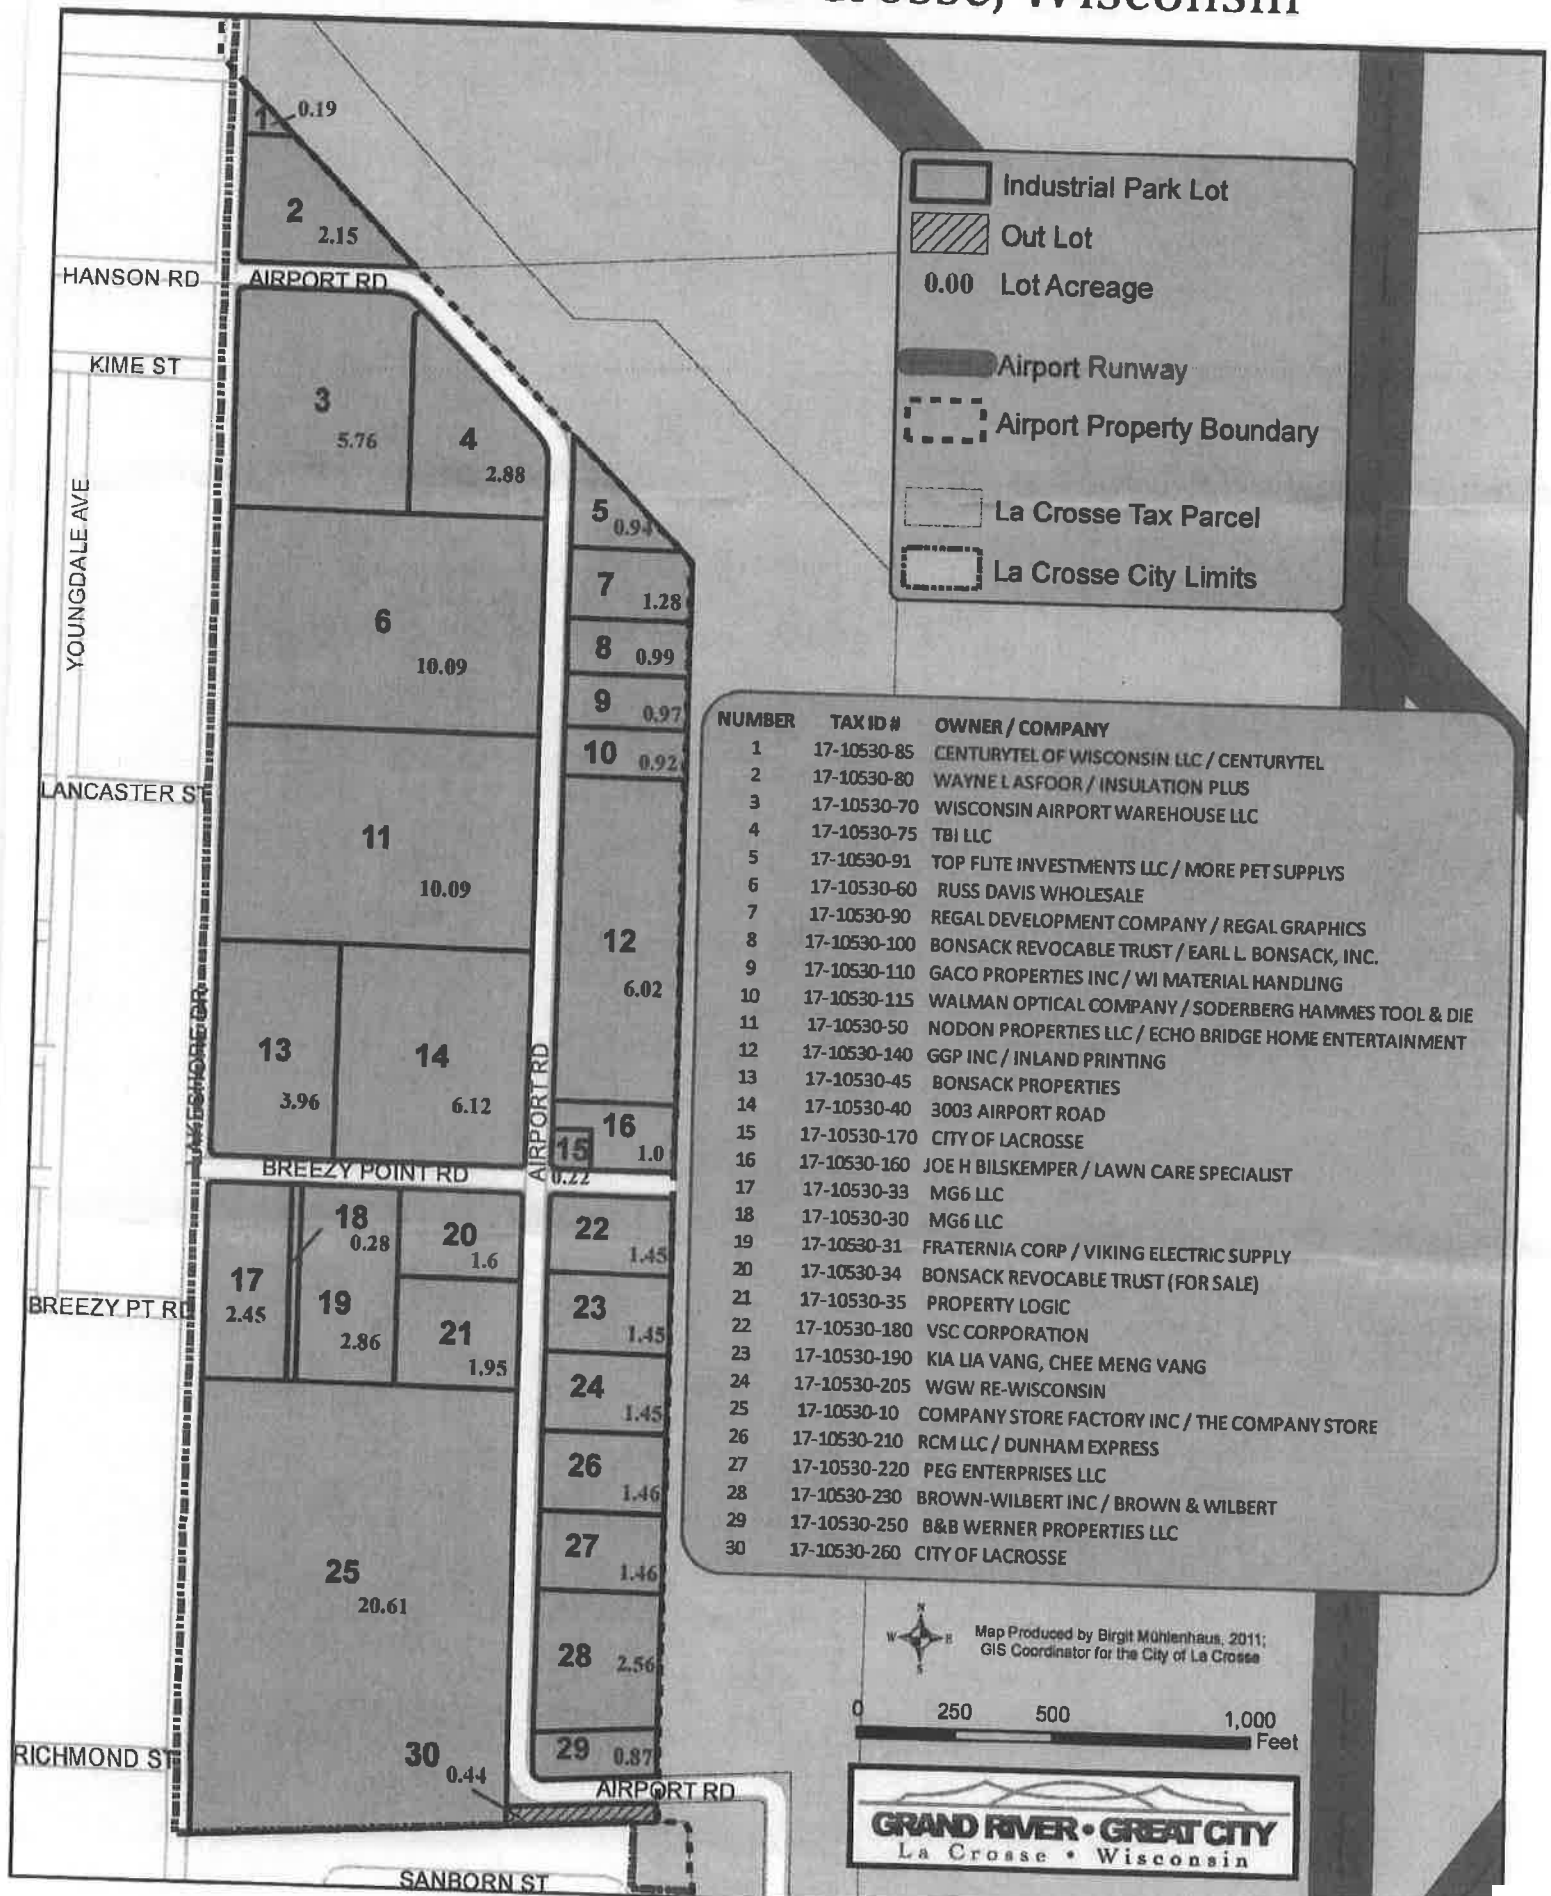 Crosse, Wisconsin
1 0.19
2
2.15
HANSON RD
AIRPORT RD
KIME ST
3
5.76
4
2.88
5
0.94
YOUNGDALE AVE
6
10.09
7
1.28
8 0.99
9
0.97
10 0.92
LANCASTER ST
11
10.09
12
6.02
LAKESHORE DR
13
3.96
14
6.12
AIRPORT RD
16
1.0
15
0.22
BREEZY POINT RD
18
0.28
20
1.6
22
1.45
17
2.45
19
2.86
21
1.95
23
1.45
BREEZY PT RD
24
1.45
26
1.46
27
1.46
25
20.61
28 2.56
RICHMOND ST
30
0.44
29 0.87
AIRPORT RD
SANBORN ST
Industrial Park Lot
Out Lot
0.00 Lot Acreage
Airport Runway
Airport Property Boundary
La Crosse Tax Parcel
La Crosse City Limits
NUMBER TAX ID # OWNER / COMPANY
1 17-10530-85 CENTURYTEL OF WISCONSIN LLC / CENTURYTEL
2 17-10530-80 WAYNE L ASFOOR / INSULATION PLUS
3 17-10530-70 WISCONSIN AIRPORT WAREHOUSE LLC
4 17-10530-75 TBI LLC
5 17-10530-91 TOP FLITE INVESTMENTS LLC / MORE PET SUPPLYS
6 17-10530-60 RUSS DAVIS WHOLESALE
7 17-10530-90 REGAL DEVELOPMENT COMPANY / REGAL GRAPHICS
8 17-10530-100 BONSACK REVOCABLE TRUST / EARL L. BONSACK, INC.
9 17-10530-110 GACO PROPERTIES INC / WI MATERIAL HANDLING
10 17-10530-115 WALMAN OPTICAL COMPANY / SODERBERG HAMMES TOOL & DIE
11 17-10530-50 NODON PROPERTIES LLC / ECHO BRIDGE HOME ENTERTAINMENT
12 17-10530-140 GGP INC / INLAND PRINTING
13 17-10530-45 BONSACK PROPERTIES
14 17-10530-40 3003 AIRPORT ROAD
15 17-10530-170 CITY OF LACROSSE
16 17-10530-160 JOE H BILSKEMPER / LAWN CARE SPECIALIST
17 17-10530-33 MG6 LLC
18 17-10530-30 MG6 LLC
19 17-10530-31 FRATERNIA CORP / VIKING ELECTRIC SUPPLY
20 17-10530-34 BONSACK REVOCABLE TRUST (FOR SALE)
21 17-10530-35 PROPERTY LOGIC
22 17-10530-180 VSC CORPORATION
23 17-10530-190 KIA LIA VANG, CHEE MENG VANG
24 17-10530-205 WGW RE-WISCONSIN
25 17-10530-10 COMPANY STORE FACTORY INC / THE COMPANY STORE
26 17-10530-210 RCM LLC / DUNHAM EXPRESS
27 17-10530-220 PEG ENTERPRISES LLC
28 17-10530-230 BROWN-WILBERT INC / BROWN & WILBERT
29 17-10530-250 B&B WERNER PROPERTIES LLC
30 17-10530-260 CITY OF LACROSSE
N
W E
S
Map Produced by Birgit Mühlenhaus, 2011;
GIS Coordinator for the City of La Crosse
0 250 500 1,000
Feet
GRAND RIVER • GREAT CITY
La Crosse • Wisconsin